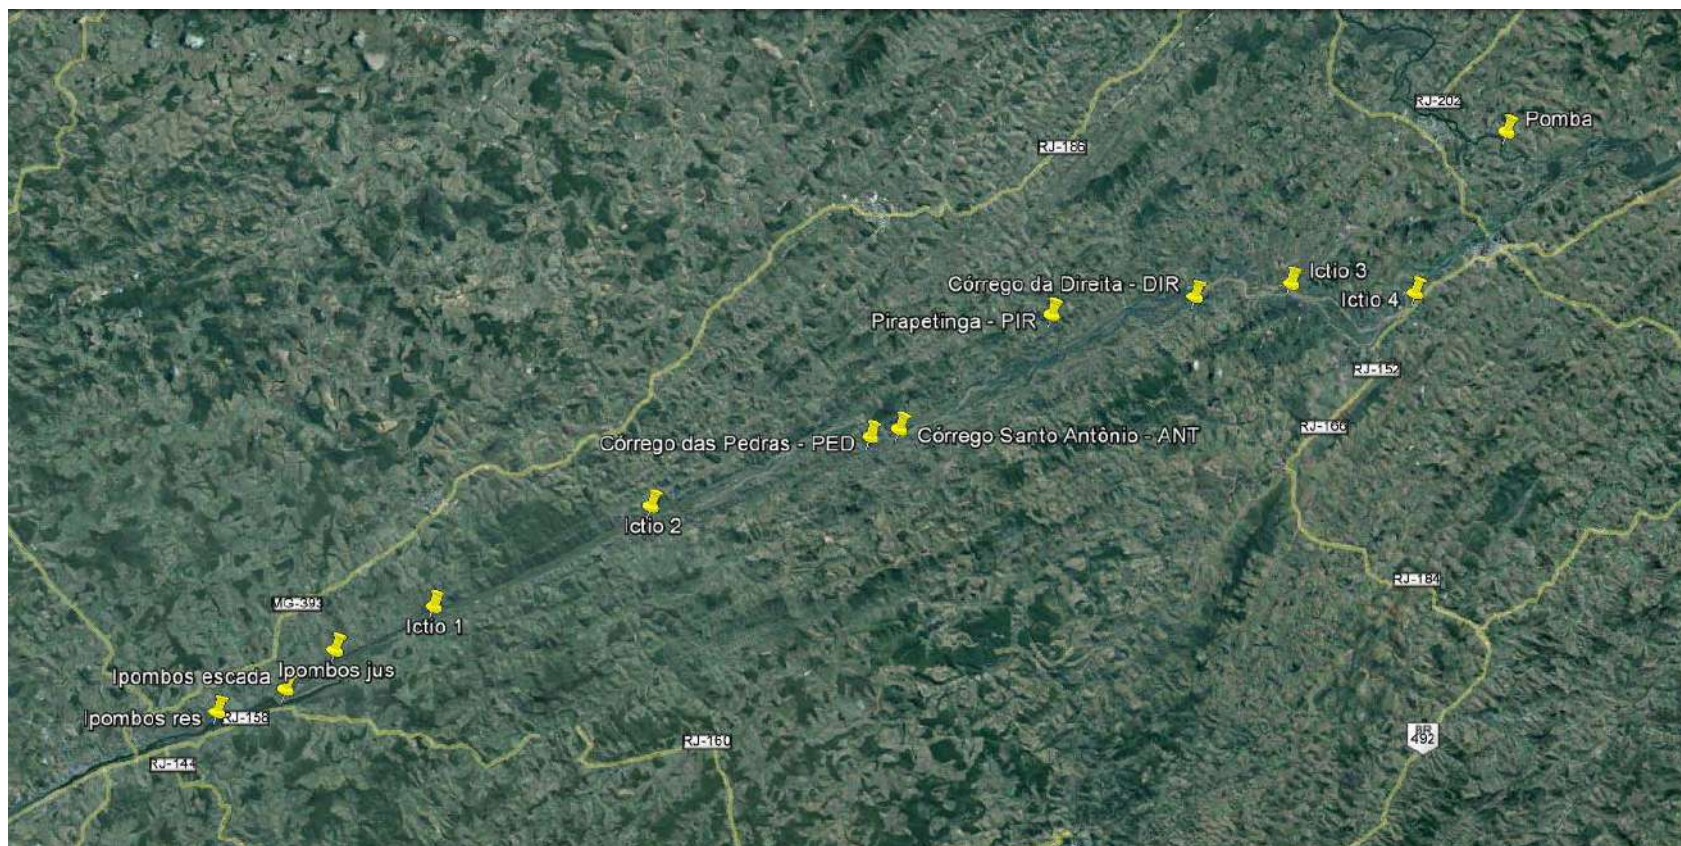 RJ-202
Pomba
RJ-186
Ictio 3
Córrego da Direita - DIR
Ictio 4
Pirapetinga - PIR
RJ-152
RJ-166
Córrego Santo Antônio - ANT
Córrego das Pedras - PED
Ictio 2
RJ-184
MG-393
Ictio 1
Ipombos jus
Ipombos escada
Ipombos res
RJ-158
BR
492
RJ-160
RJ-144